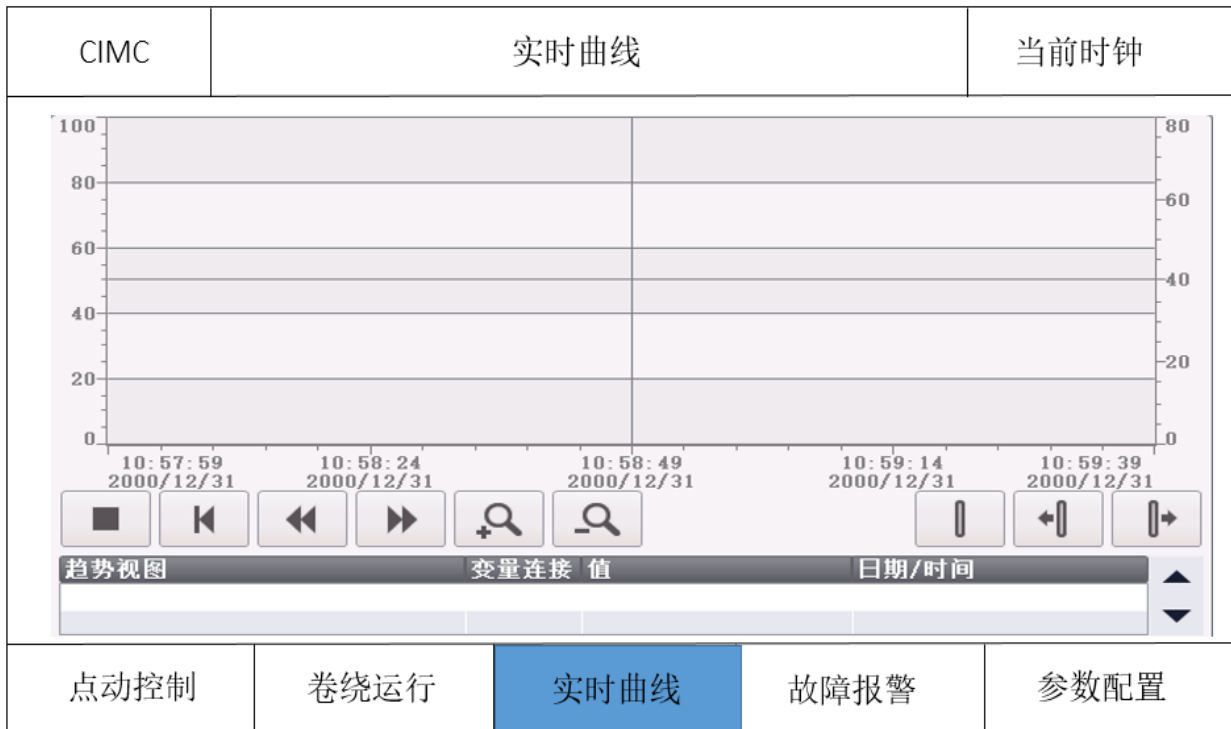 CIMC 实时曲线 当前时钟
100 80
80
60
60
40
40
20
20
0 0
10:57:59 10:58:24 10:58:49 10:59:14 10:59:39
2000/12/31 2000/12/31 2000/12/31 2000/12/31 2000/12/31
趋势视图 变量连接 值 日期/时间
点动控制 卷绕运行 实时曲线 故障报警 参数配置